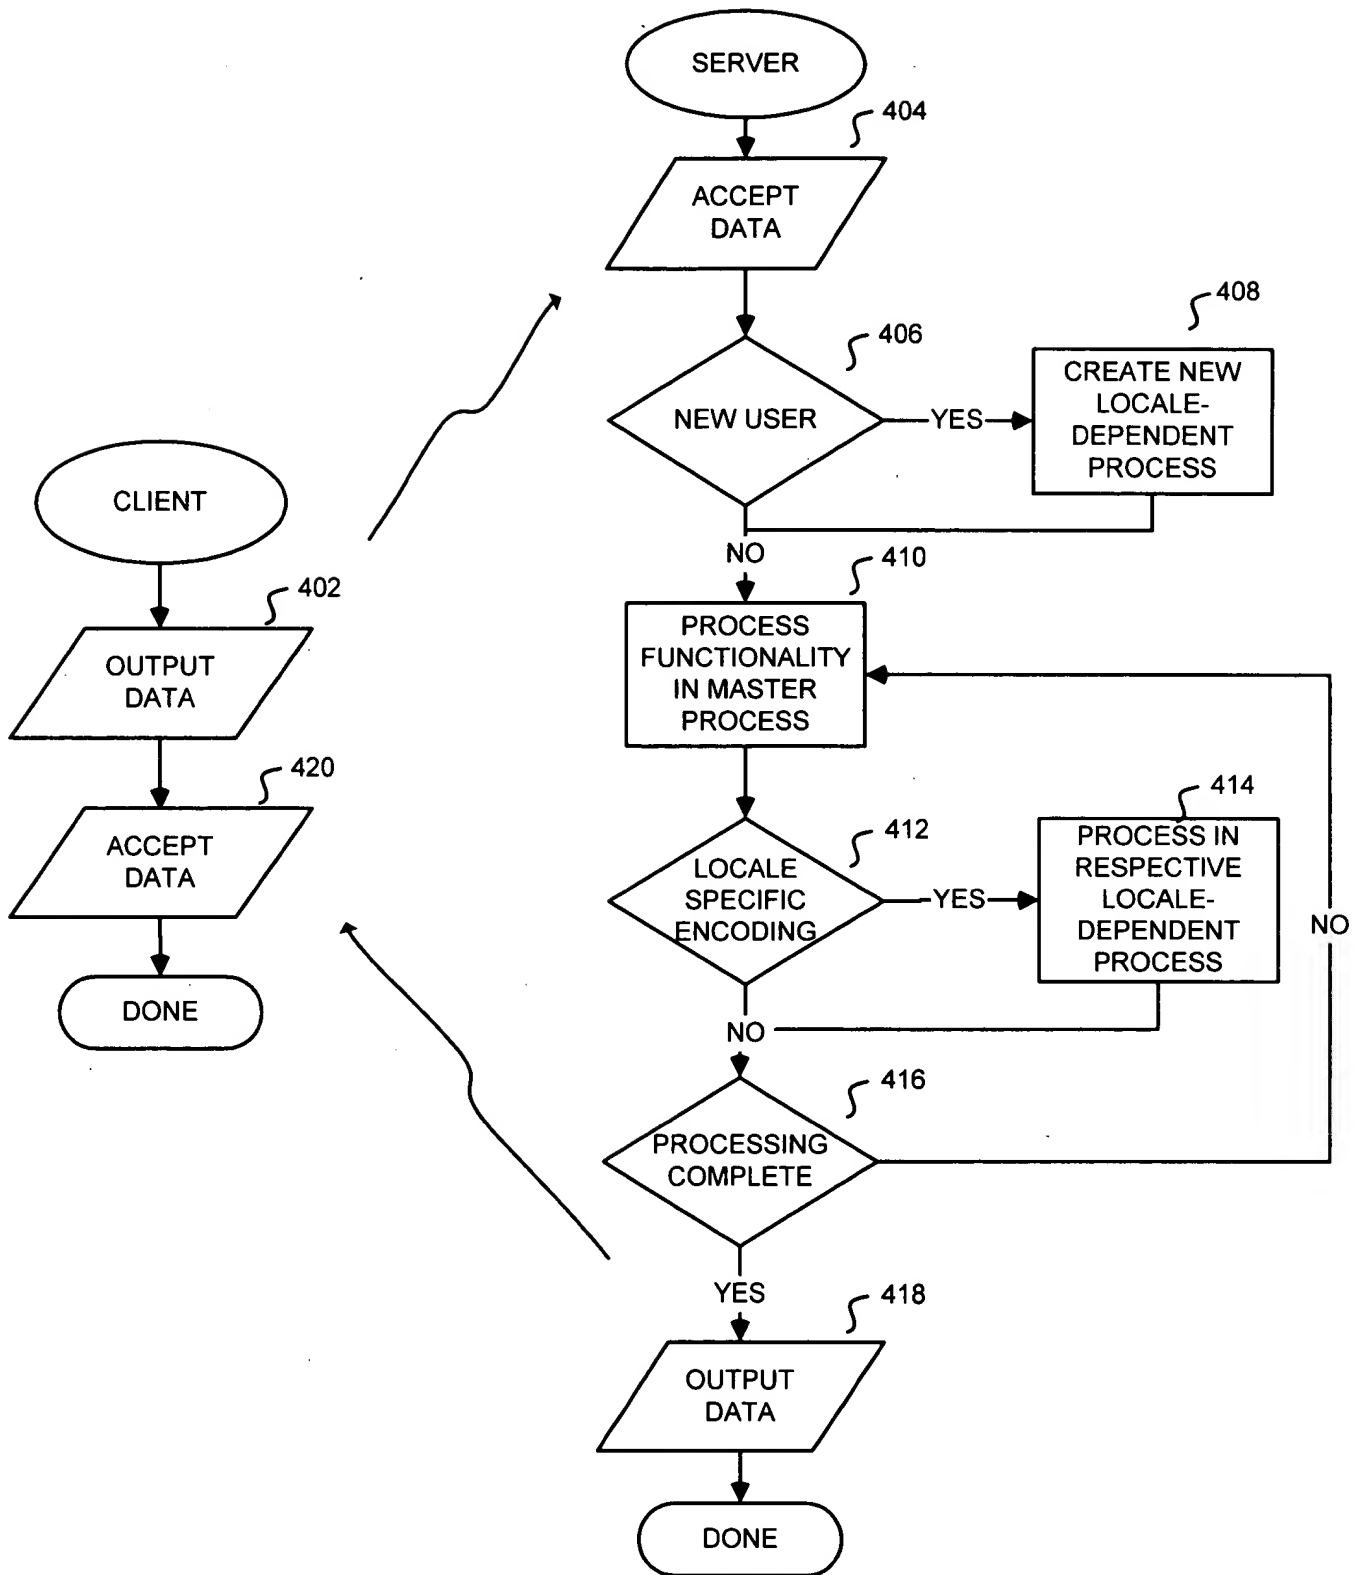 SERVER
404
ACCEPT
DATA
408
406
NEW USER
YES
CREATE NEW
LOCALE-
DEPENDENT
PROCESS
NO
410
PROCESS
FUNCTIONALITY
IN MASTER
PROCESS
412
LOCALE
SPECIFIC
ENCODING
YES
414
PROCESS IN
RESPECTIVE
LOCALE-
DEPENDENT
PROCESS
NO
NO
416
PROCESSING
COMPLETE
YES
418
OUTPUT
DATA
DONE
CLIENT
402
OUTPUT
DATA
420
ACCEPT
DATA
DONE